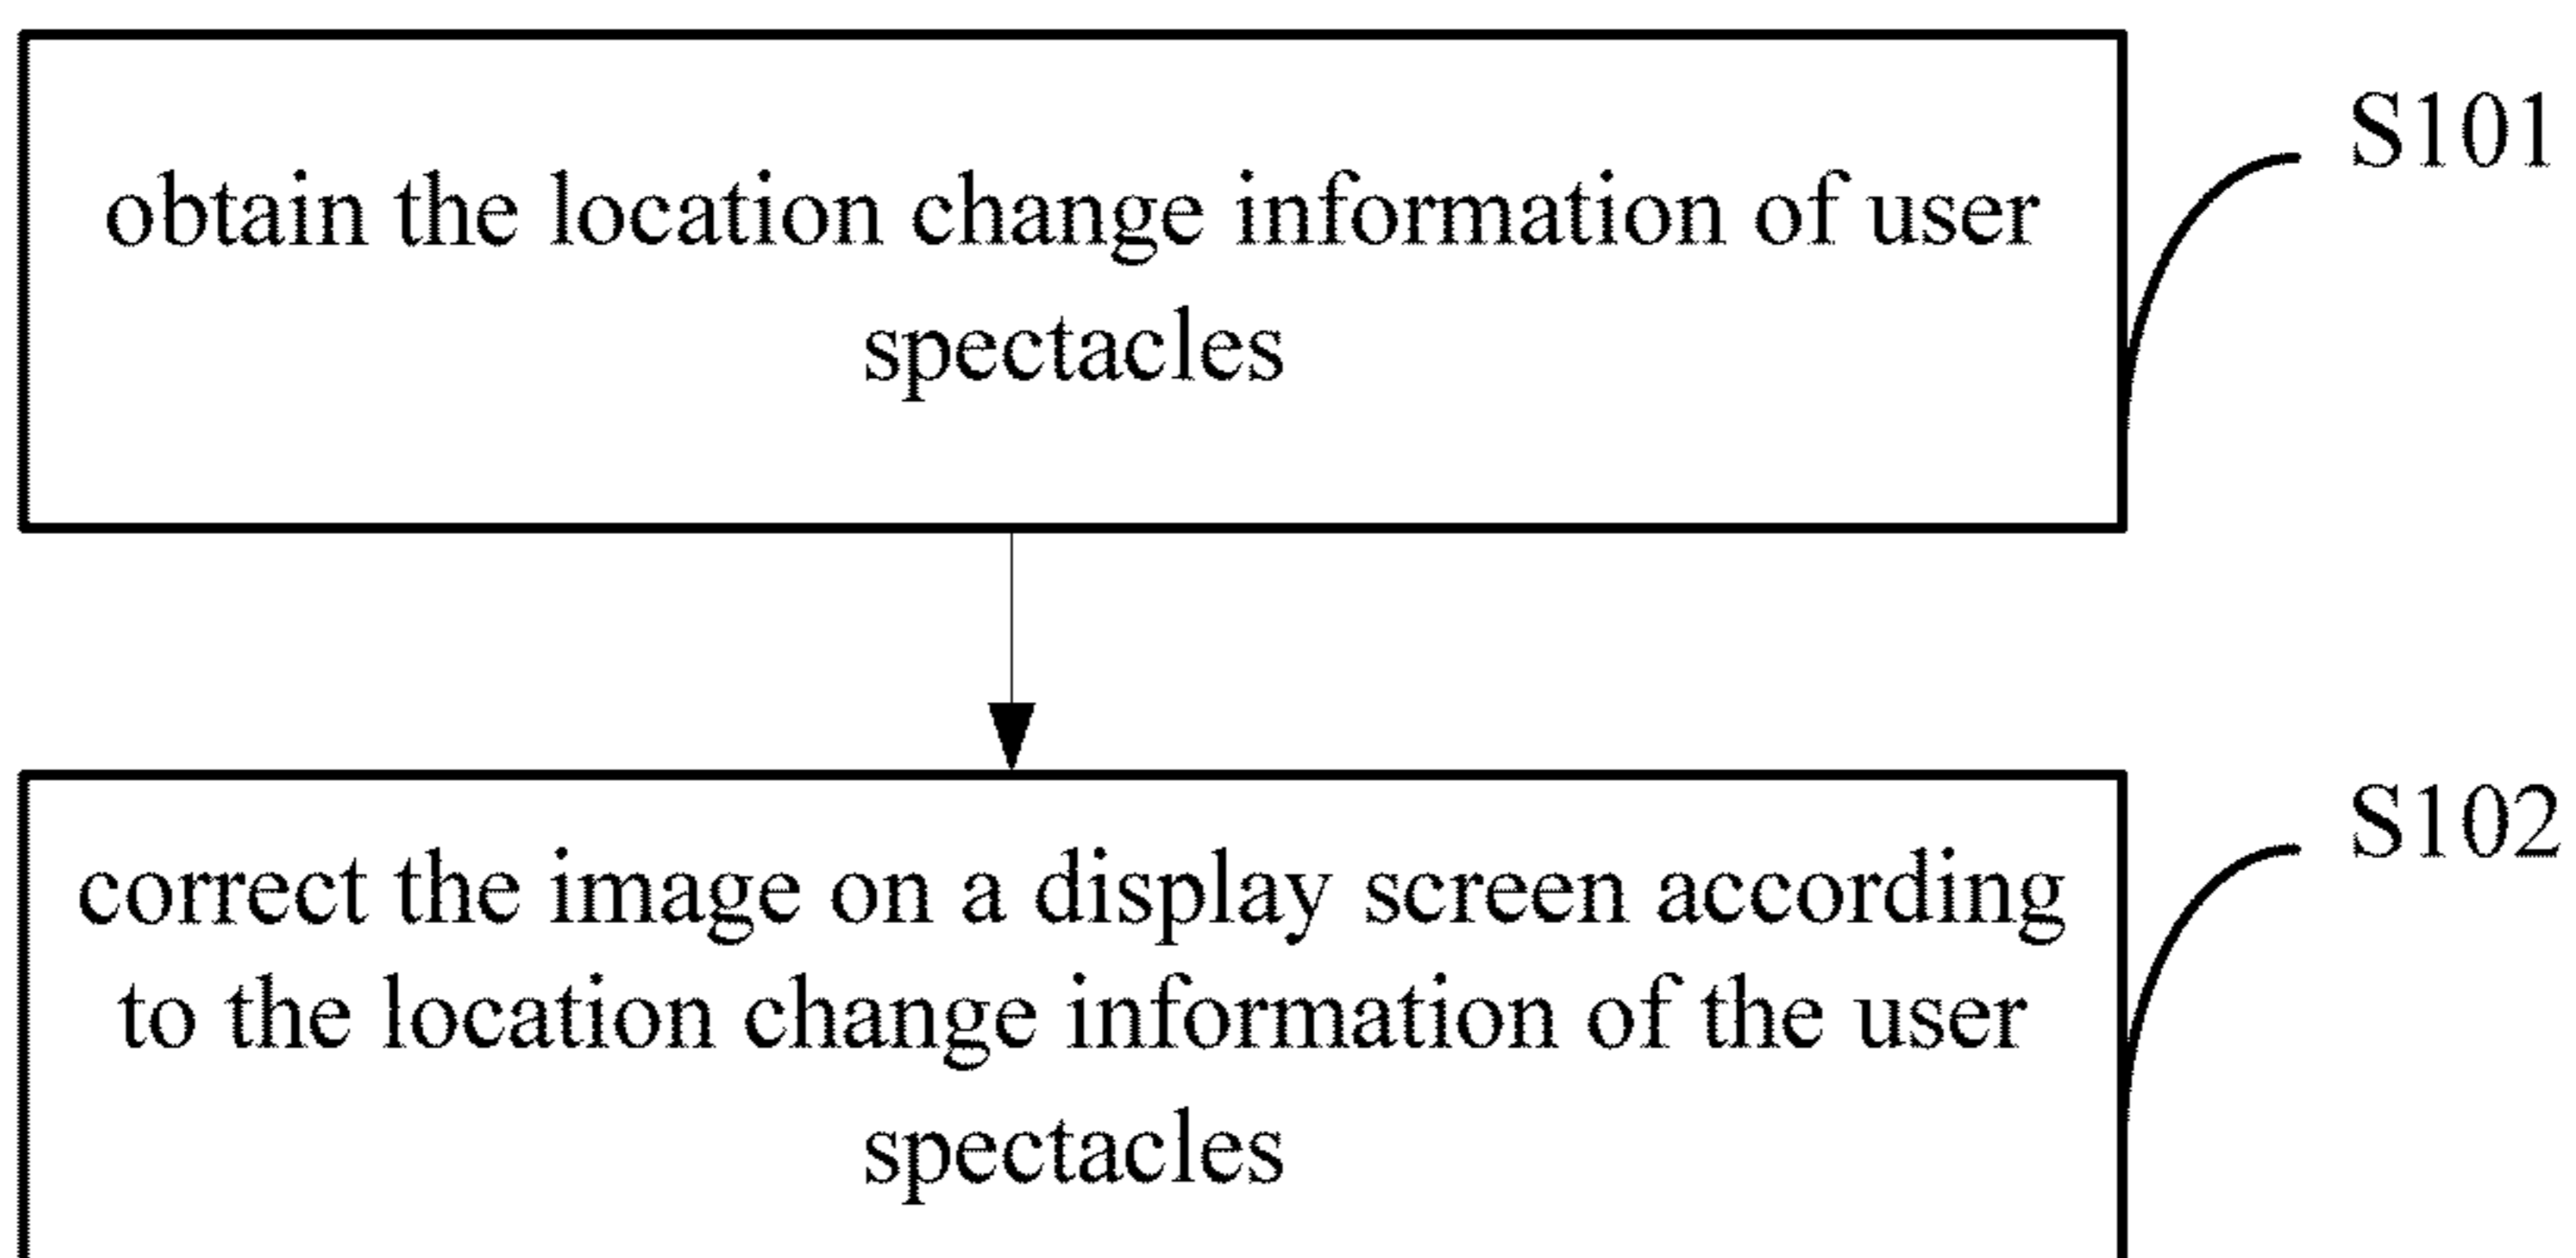 S101
obtain the location change information of user
spectacles
S102
correct the image on a display screen according
to the location change information of the user
spectacles